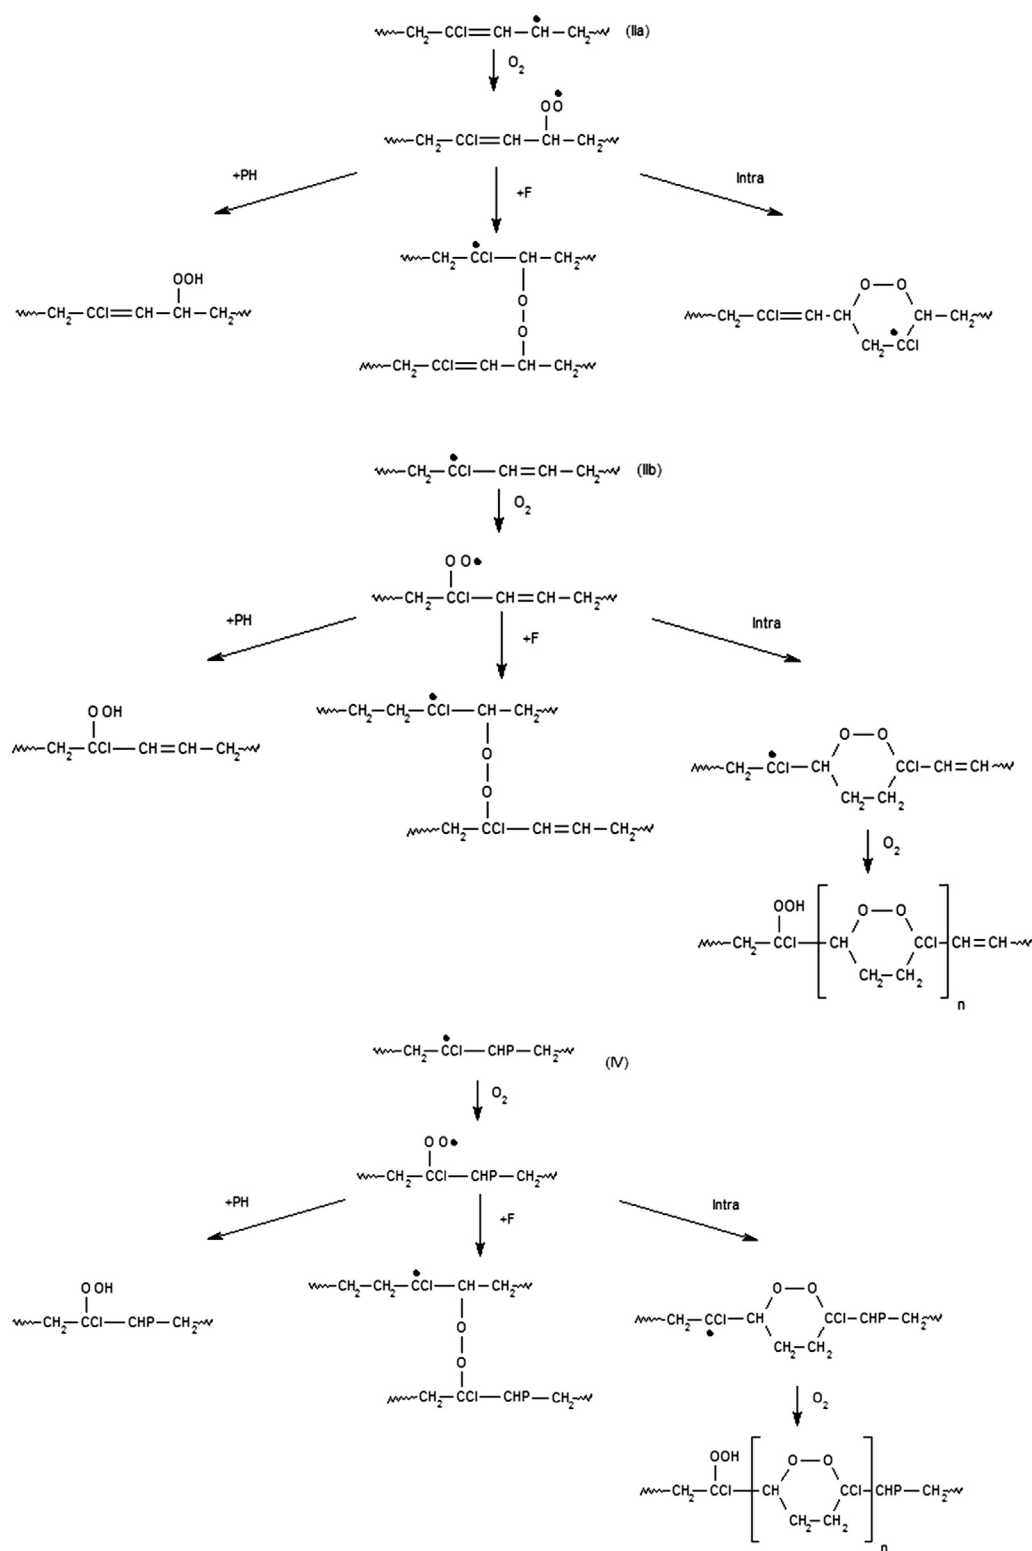 CH2 CCl CH CH CH2 (IIa)
O2
OO
CH2 CCl CH CH CH2
+PH +F Intra
CH2 CCl CH CH2
OOH O O
CH2 CCl CH CH CH2 O CH2 CCl CH CH CH CH2
O CH2 CCl
CH2 CCl CH CH CH2
CH2 CCl CH CH CH2 (IIb)
O2
O O
CH2 CCl CH CH CH2
+PH +F Intra
CH2 CH2 CCl CH CH2
O OH O O
CH2 CCl CH CH CH2 O CH2 CCl CH CCl CH CH
O CH2 CH2
CH2 CCl CH CH CH2
O2
OOH O O
CH2 CCl CH CCl CH CH
CH2 CH2
n
CH2 CCl CHP CH2 (IV)
O2
O O
CH2 CCl CHP CH2
+PH +F Intra
CH2 CH2 CCl CH CH2
O OH O O
CH2 CCl CHP CH2 O CH2 CCl CH CCl CHP CH2
O CH2 CH2
CH2 CCl CHP CH2
O2
OOH O O
CH2 CCl CH CCl CHP CH2
CH2 CH2
n